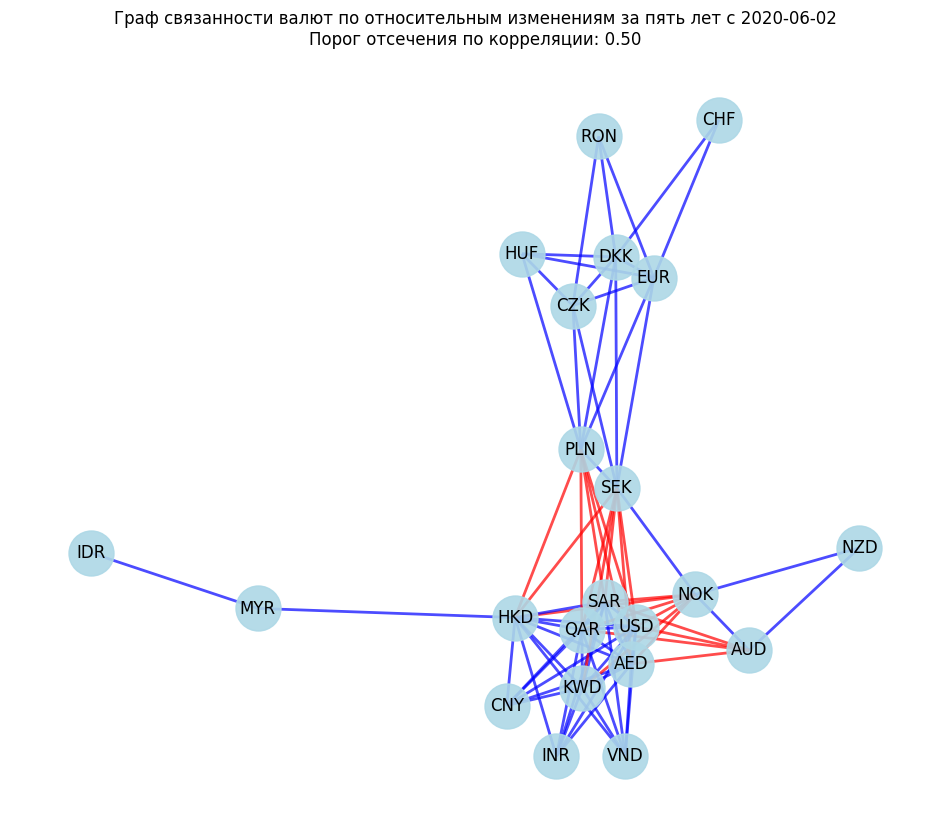 Граф связанности валют по относительным изменениям за пять лет с 2020-06-02
Порог отсечения по корреляции: 0.50
CHF
RON
HUF
DKK
EUR
CZK
PLN
SEK
IDR
NZD
MYR
NOK
SAR
HKD
USD
QAR
AUD
AED
KWD
CNY
INR
VND